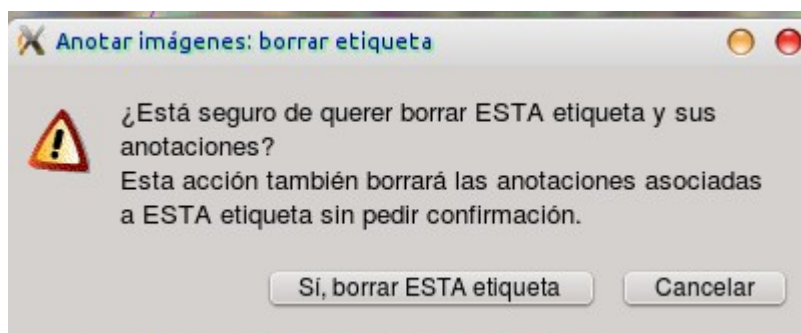 Anotar imágenes: borrar etiqueta
¿Está seguro de querer borrar ESTA etiqueta y sus
anotaciones?
Esta acción también borrará las anotaciones asociadas
a ESTA etiqueta sin pedir confirmación.
Sí, borrar ESTA etiqueta Cancelar